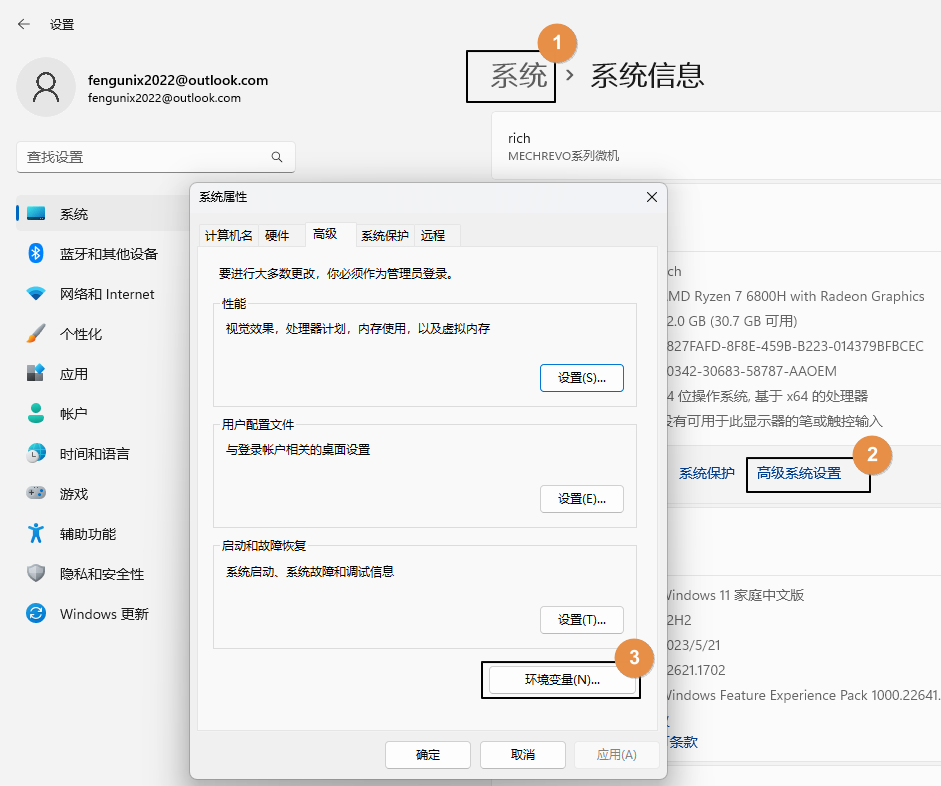 设置
fengunix2022@outlook.com
fengunix2022@outlook.com
查找设置
系统
蓝牙和其他设备
网络和 Internet
个性化
应用
帐户
时间和语言
游戏
辅助功能
隐私和安全性
Windows 更新
1
系统 › 系统信息
rich
MECHREVO系列微机
ch
MD Ryzen 7 6800H with Radeon Graphics
2.0 GB (30.7 GB 可用)
827FAFD-8F8E-459B-B223-014379BFBCEC
0342-30683-58787-AAOEM
4 位操作系统, 基于 x64 的处理器
没有可用于此显示器的笔或触控输入
2
系统保护 高级系统设置
Windows 11 家庭中文版
2H2
023/5/21
2621.1702
Windows Feature Experience Pack 1000.22641.
条款
系统属性
计算机名 硬件 高级 系统保护 远程
要进行大多数更改，你必须作为管理员登录。
性能
视觉效果，处理器计划，内存使用，以及虚拟内存
设置(S)...
用户配置文件
与登录帐户相关的桌面设置
设置(E)...
启动和故障恢复
系统启动、系统故障和调试信息
设置(T)...
3
环境变量(N)...
确定 取消 应用(A)